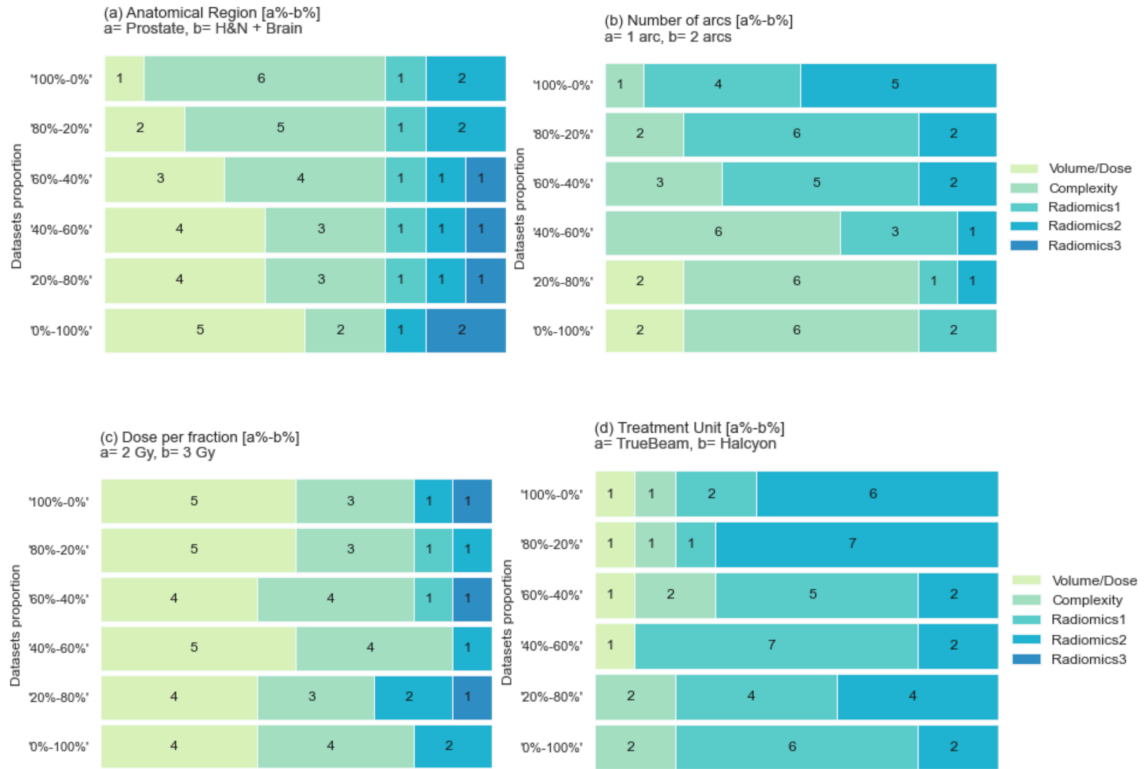 (a) Anatomical Region [a%-b%]
a= Prostate, b= H&N + Brain
Datasets proportion
'100%-0%' 1 6 1 2
'80%-20%' 2 5 1 2
'60%-40%' 3 4 1 1 1
'40%-60%' 4 3 1 1 1
'20%-80%' 4 3 1 1 1
'0%-100%' 5 2 1 2
(b) Number of arcs [a%-b%]
a= 1 arc, b= 2 arcs
Datasets proportion
'100%-0%' 1 4 5
'80%-20%' 2 6 2
'60%-40%' 3 5 2
'40%-60%' 6 3 1
'20%-80%' 2 6 1 1
'0%-100%' 2 6 2
Volume/Dose
Complexity
Radiomics1
Radiomics2
Radiomics3
(c) Dose per fraction [a%-b%]
a= 2 Gy, b= 3 Gy
Datasets proportion
'100%-0%' 5 3 1 1
'80%-20%' 5 3 1 1
'60%-40%' 4 4 1 1
'40%-60%' 5 4 1
'20%-80%' 4 3 2 1
'0%-100%' 4 4 2
(d) Treatment Unit [a%-b%]
a= TrueBeam, b= Halcyon
Datasets proportion
'100%-0%' 1 1 2 6
'80%-20%' 1 1 1 7
'60%-40%' 1 2 5 2
'40%-60%' 1 7 2
'20%-80%' 2 4 4
'0%-100%' 2 6 2
Volume/Dose
Complexity
Radiomics1
Radiomics2
Radiomics3